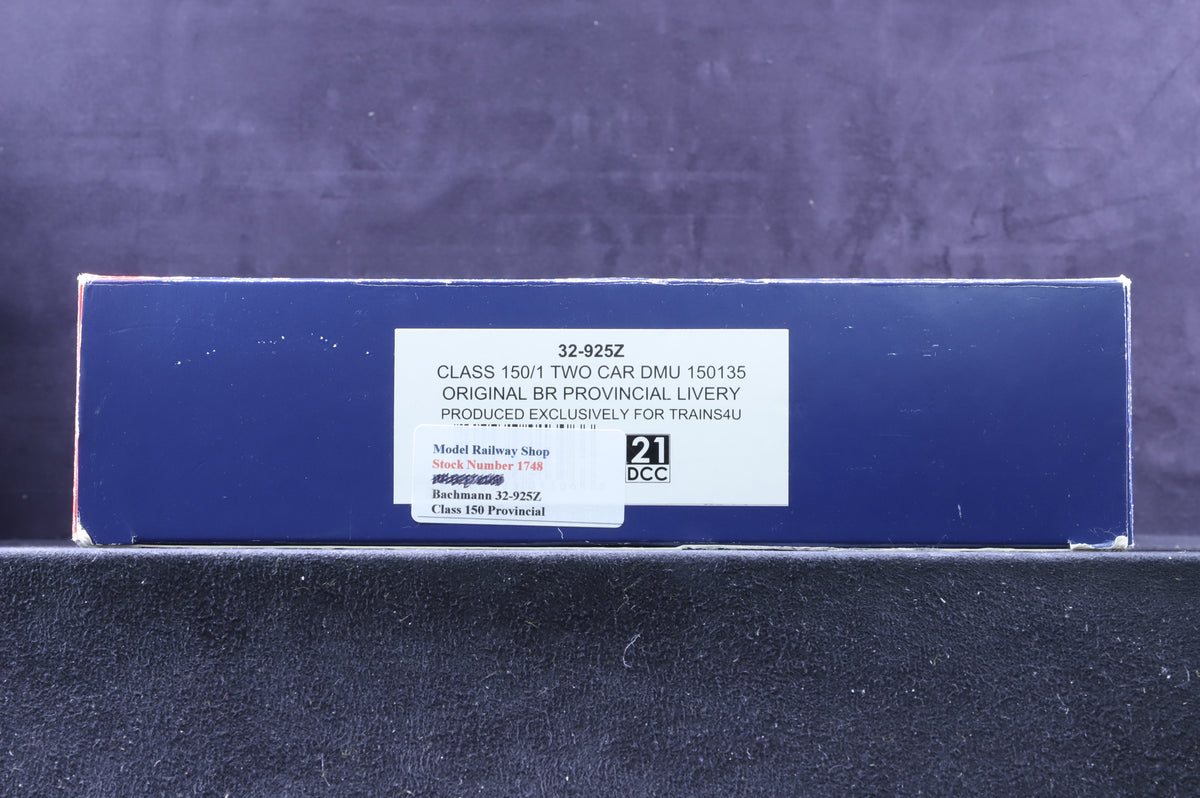 32-925Z
CLASS 150/1 TWO CAR DMU 150135
ORIGINAL BR PROVINCIAL LIVERY
PRODUCED EXCLUSIVELY FOR TRAINS4U
21
DCC
Model Railway Shop
Stock Number 1748
Bachmann 32-925Z
Class 150 Provincial